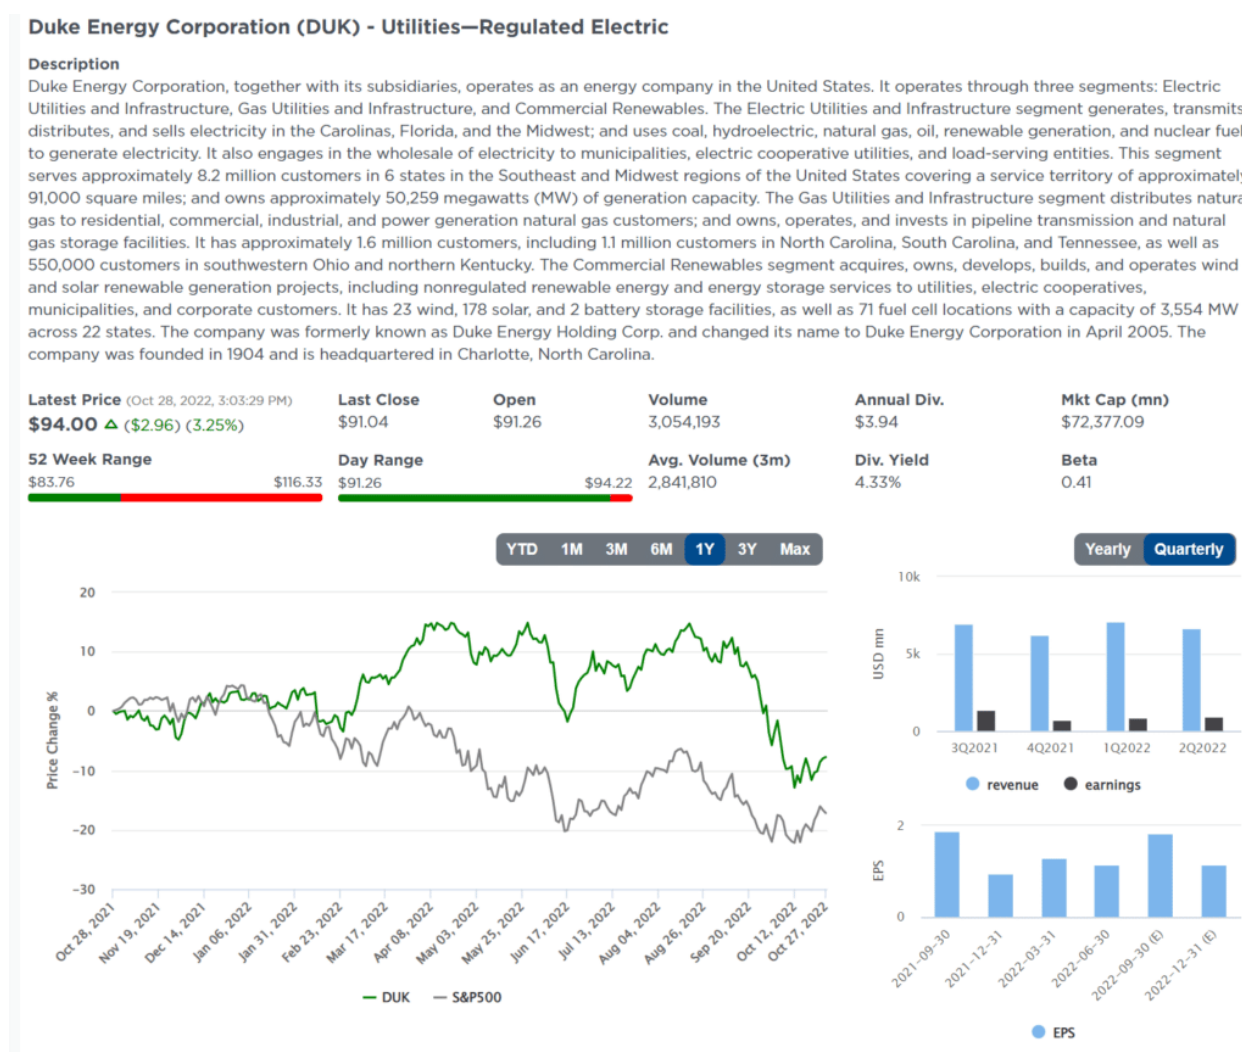 Duke Energy Corporation (DUK) - Utilities—Regulated Electric
Description
Duke Energy Corporation, together with its subsidiaries, operates as an energy company in the United States. It operates through three segments: Electric
Utilities and Infrastructure, Gas Utilities and Infrastructure, and Commercial Renewables. The Electric Utilities and Infrastructure segment generates, transmits
distributes, and sells electricity in the Carolinas, Florida, and the Midwest; and uses coal, hydroelectric, natural gas, oil, renewable generation, and nuclear fuel
to generate electricity. It also engages in the wholesale of electricity to municipalities, electric cooperative utilities, and load-serving entities. This segment
serves approximately 8.2 million customers in 6 states in the Southeast and Midwest regions of the United States covering a service territory of approximately
91,000 square miles; and owns approximately 50,259 megawatts (MW) of generation capacity. The Gas Utilities and Infrastructure segment distributes natura
gas to residential, commercial, industrial, and power generation natural gas customers; and owns, operates, and invests in pipeline transmission and natural
gas storage facilities. It has approximately 1.6 million customers, including 1.1 million customers in North Carolina, South Carolina, and Tennessee, as well as
550,000 customers in southwestern Ohio and northern Kentucky. The Commercial Renewables segment acquires, owns, develops, builds, and operates wind
and solar renewable generation projects, including nonregulated renewable energy and energy storage services to utilities, electric cooperatives,
municipalities, and corporate customers. It has 23 wind, 178 solar, and 2 battery storage facilities, as well as 71 fuel cell locations with a capacity of 3,554 MW
across 22 states. The company was formerly known as Duke Energy Holding Corp. and changed its name to Duke Energy Corporation in April 2005. The
company was founded in 1904 and is headquartered in Charlotte, North Carolina.
Latest Price (Oct 28, 2022, 3:03:29 PM) Last Close Open Volume Annual Div. Mkt Cap (mn)
$94.00 ($2.96) (3.25%) $91.04 $91.26 3,054,193 $3.94 $72,377.09
52 Week Range Day Range Avg. Volume (3m) Div. Yield Beta
$83.76 $116.33 $91.26 $94.22 2,841,810 4.33% 0.41
YTD 1M 3M 6M 1Y 3Y Max
Price Change %
20
10
0
-10
-20
-30
Oct 28, 2021 Nov 19, 2021 Dec 14, 2021 Jan 06, 2022 Jan 31, 2022 Feb 23, 2022 Mar 17, 2022 Apr 08, 2022 May 03, 2022 May 25, 2022 Jun 17, 2022 Jul 13, 2022 Aug 04, 2022 Aug 26, 2022 Sep 20, 2022 Oct 12, 2022 Oct 27, 2022
DUK S&P500
Yearly Quarterly
USD mn
10k
5k
0
3Q2021 4Q2021 1Q2022 2Q2022
revenue earnings
EPS
2
0
2021-09-30 2021-12-31 2022-03-31 2022-06-30 2022-09-30 (E) 2022-12-31 (E)
EPS